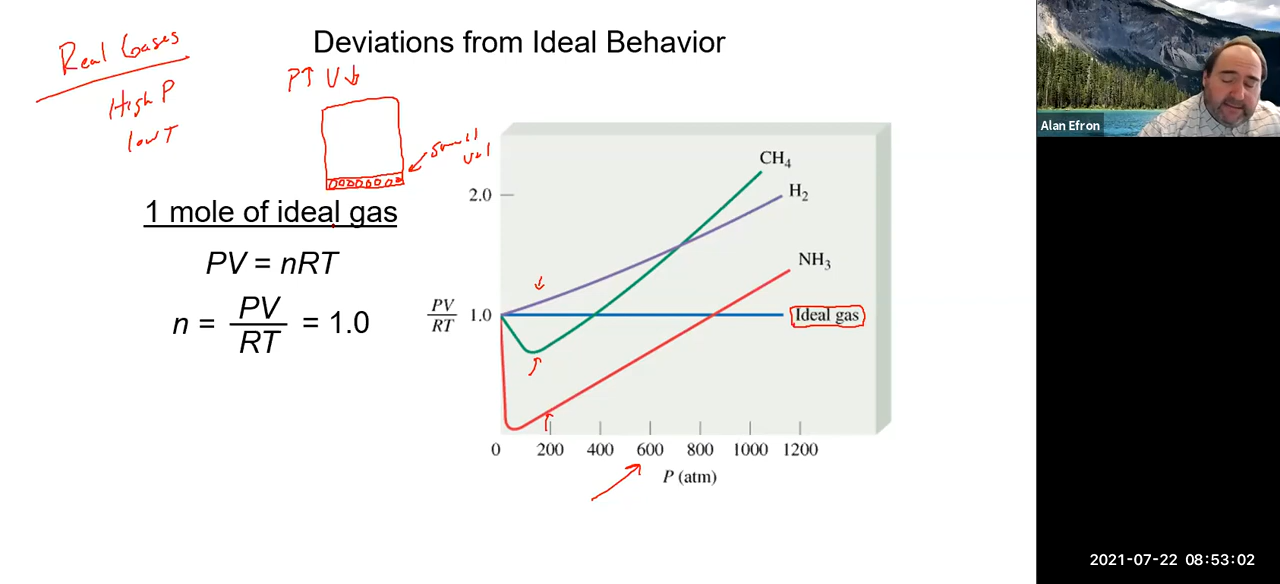 Deviations from Ideal Behavior
Real Gases
High P
low T
P↑ V↓
small
vol
1 mole of ideal gas
PV = nRT
n = PV/RT = 1.0
CH₄
H₂
NH₃
Ideal gas
2.0
PV/RT 1.0
0 200 400 600 800 1000 1200
P (atm)
Alan Efron
2021-07-22 08:53:02